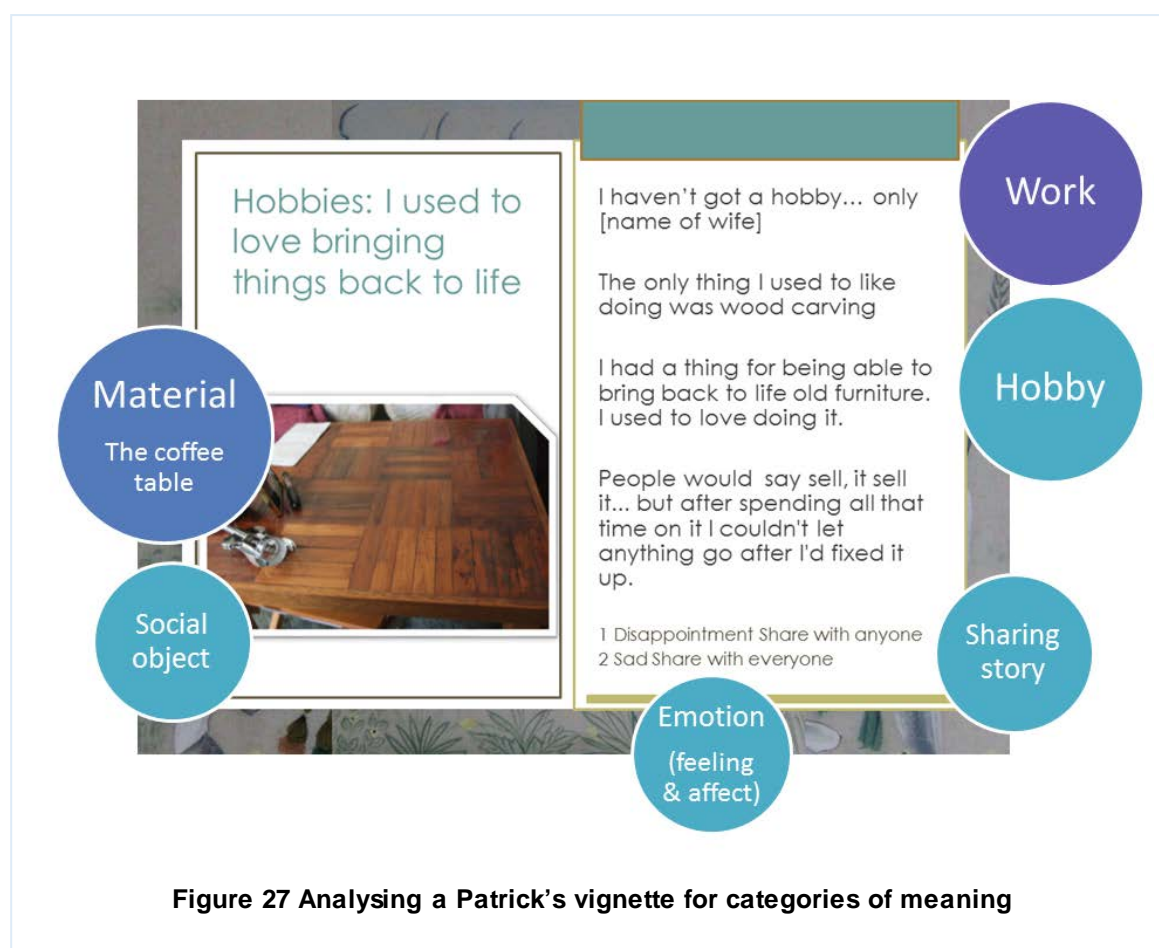 Hobbies: I used to
love bringing
things back to life
Material
The coffee
table
Social
object
I haven't got a hobby... only
[name of wife]
The only thing I used to like
doing was wood carving
I had a thing for being able to
bring back to life old furniture.
I used to love doing it.
People would say sell, it sell
it... but after spending all that
time on it I couldn't let
anything go after I'd fixed it
up.
1 Disappointment Share with anyone
2 Sad Share with everyone
Work
Hobby
Sharing
story
Emotion
(feeling
& affect)
Figure 27 Analysing a Patrick's vignette for categories of meaning